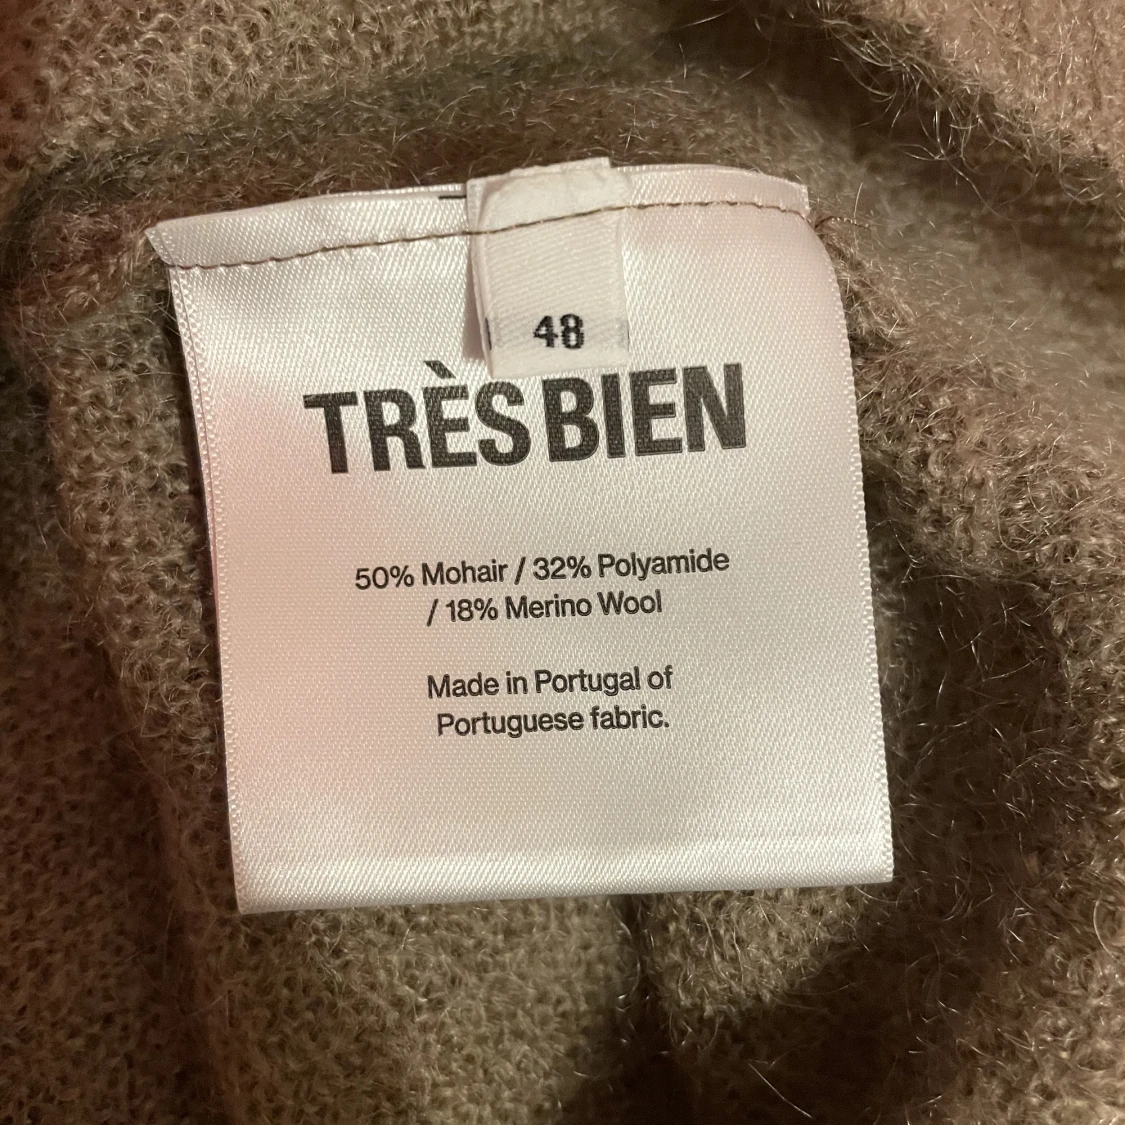 48
TRÈS BIEN
50% Mohair / 32% Polyamide
/ 18% Merino Wool
Made in Portugal of
Portuguese fabric.